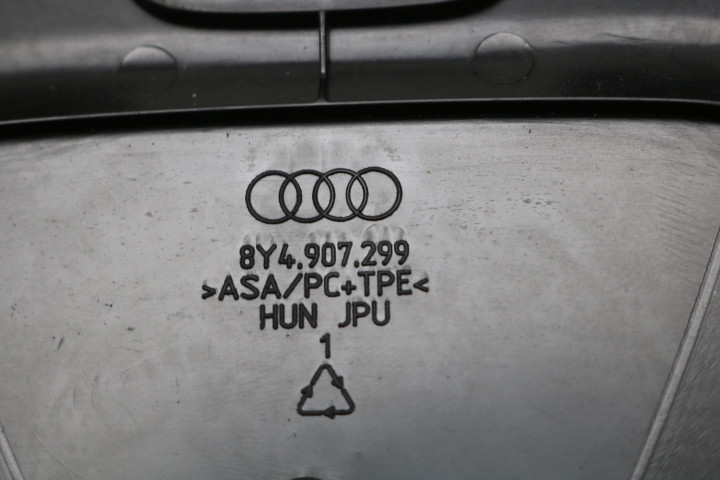 8Y4.907.299
>ASA/PC+TPE<
HUN JPU
1